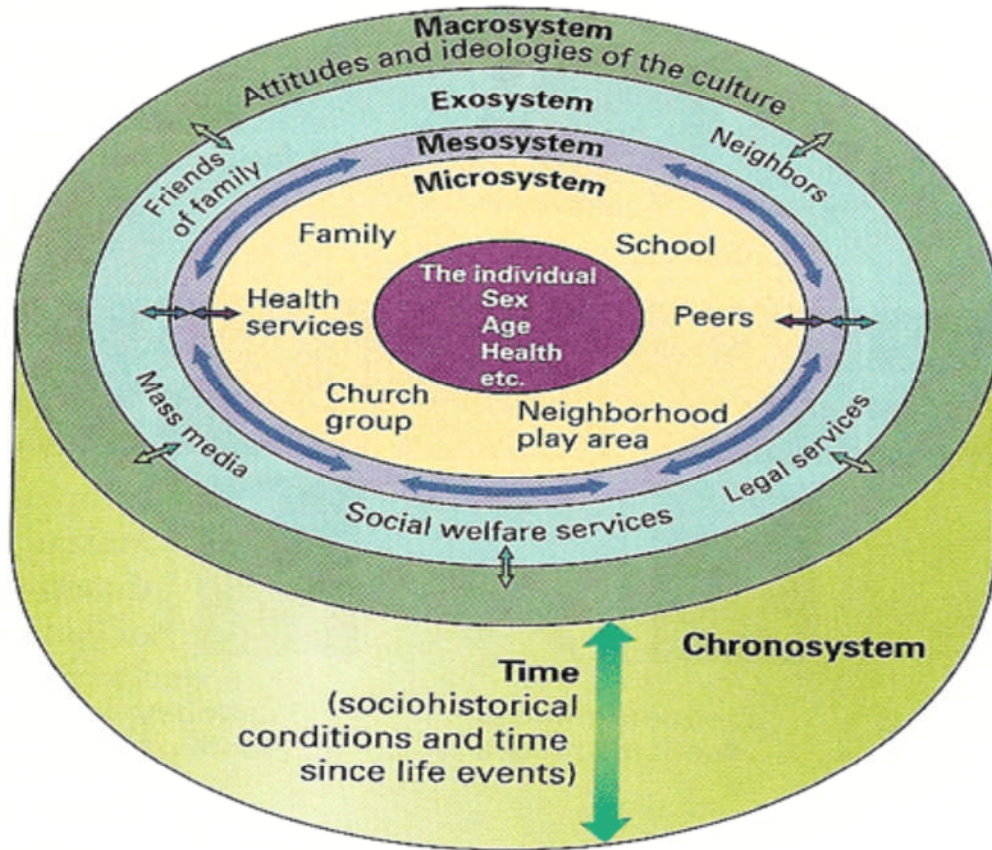 Macrosystem
Attitudes and ideologies of the culture
Exosystem
Mesosystem
Microsystem
Friends
of family
Neighbors
Family
School
The individual
Sex
Age
Health
etc.
Health
services
Peers
Church
group
Neighborhood
play area
Mass media
Social welfare services
Legal services
Chronosystem
Time
(sociohistorical
conditions and time
since life events)